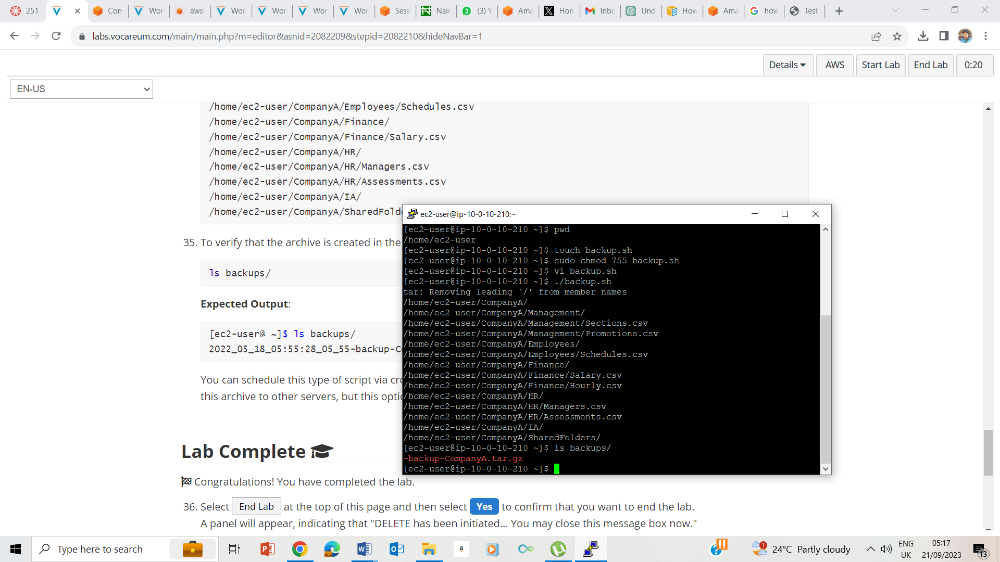 251-
Con
Wor
awsi
Wor
Wor
Wor
Wor
Sess
Nair
(3) V
Ama
Hom
Inbo
Und
How
Ama
how
Test
labs.vocareum.com/main/main.php?m=editor&asnid=2082209&stepid=2082210&hideNavBar=1
Details
AWS
Start Lab
End Lab
0:20
EN-US
/home/ec2-user/CompanyA/Employees/Schedules.csv
/home/ec2-user/CompanyA/Finance/
/home/ec2-user/CompanyA/Finance/Salary.csv
/home/ec2-user/CompanyA/HR/
/home/ec2-user/CompanyA/HR/Managers.csv
/home/ec2-user/CompanyA/HR/Assessments.csv
/home/ec2-user/CompanyA/IA/
/home/ec2-user/CompanyA/SharedFolde
35. To verify that the archive is created in the
ls backups/
Expected Output:
[ec2-user@ ~]$ ls backups/
2022_05_18_05:55:28_05_55-backup-Co
You can schedule this type of script via cro
this archive to other servers, but this optio
Lab Complete
Congratulations! You have completed the lab.
36. Select End Lab at the top of this page and then select Yes to confirm that you want to end the lab.
A panel will appear, indicating that "DELETE has been initiated... You may close this message box now."
ec2-user@ip-10-0-10-210:~
[ec2-user@ip-10-0-10-210 ~]$ pwd
/home/ec2-user
[ec2-user@ip-10-0-10-210 ~]$ touch backup.sh
[ec2-user@ip-10-0-10-210 ~]$ sudo chmod 755 backup.sh
[ec2-user@ip-10-0-10-210 ~]$ vi backup.sh
[ec2-user@ip-10-0-10-210 ~]$ ./backup.sh
tar: Removing leading `/' from member names
/home/ec2-user/CompanyA/
/home/ec2-user/CompanyA/Management/
/home/ec2-user/CompanyA/Management/Sections.csv
/home/ec2-user/CompanyA/Management/Promotions.csv
/home/ec2-user/CompanyA/Employees/
/home/ec2-user/CompanyA/Employees/Schedules.csv
/home/ec2-user/CompanyA/Finance/
/home/ec2-user/CompanyA/Finance/Salary.csv
/home/ec2-user/CompanyA/Finance/Hourly.csv
/home/ec2-user/CompanyA/HR/
/home/ec2-user/CompanyA/HR/Managers.csv
/home/ec2-user/CompanyA/HR/Assessments.csv
/home/ec2-user/CompanyA/IA/
/home/ec2-user/CompanyA/SharedFolders/
[ec2-user@ip-10-0-10-210 ~]$ ls backups/
-backup-CompanyA.tar.gz
[ec2-user@ip-10-0-10-210 ~]$
Type here to search
24°C Partly cloudy
ENG
UK
05:17
21/09/2023
13